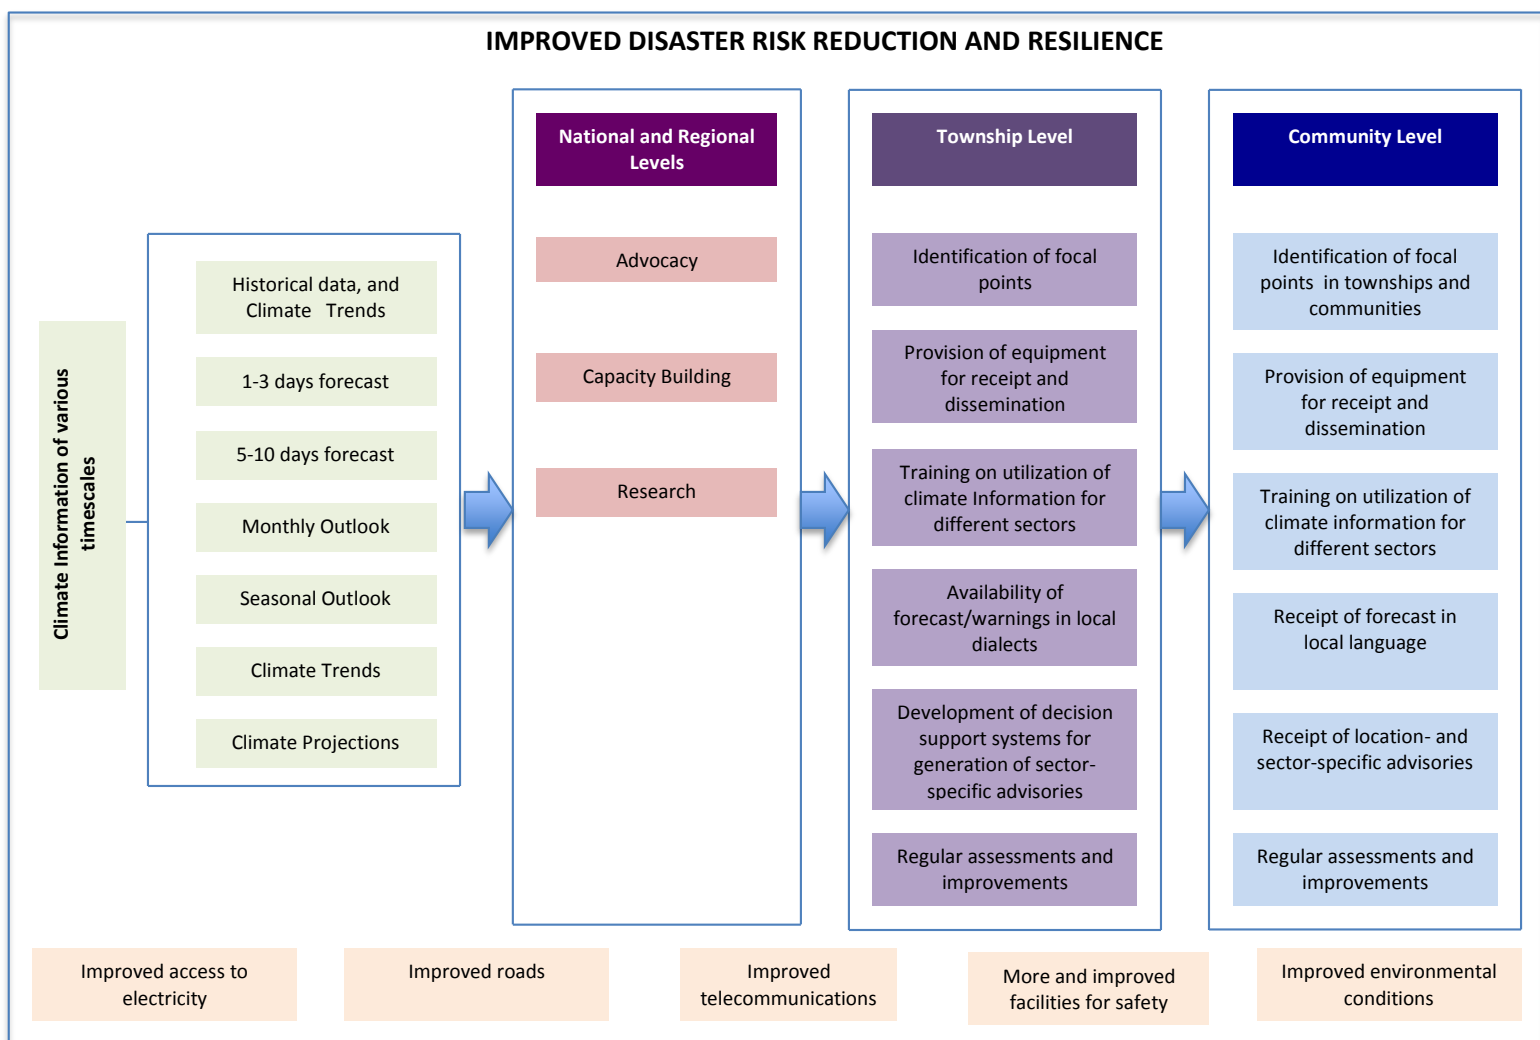 IMPROVED DISASTER RISK REDUCTION AND RESILIENCE
Climate Information of various
timescales
Historical data, and
Climate Trends
1-3 days forecast
5-10 days forecast
Monthly Outlook
Seasonal Outlook
Climate Trends
Climate Projections
National and Regional
Levels
Advocacy
Capacity Building
Research
Township Level
Identification of focal
points
Provision of equipment
for receipt and
dissemination
Training on utilization of
climate Information for
different sectors
Availability of
forecast/warnings in local
dialects
Development of decision
support systems for
generation of sector-
specific advisories
Regular assessments and
improvements
Community Level
Identification of focal
points in townships and
communities
Provision of equipment
for receipt and
dissemination
Training on utilization of
climate information for
different sectors
Receipt of forecast in
local language
Receipt of location- and
sector-specific advisories
Regular assessments and
improvements
Improved access to
electricity
Improved roads
Improved
telecommunications
More and improved
facilities for safety
Improved environmental
conditions